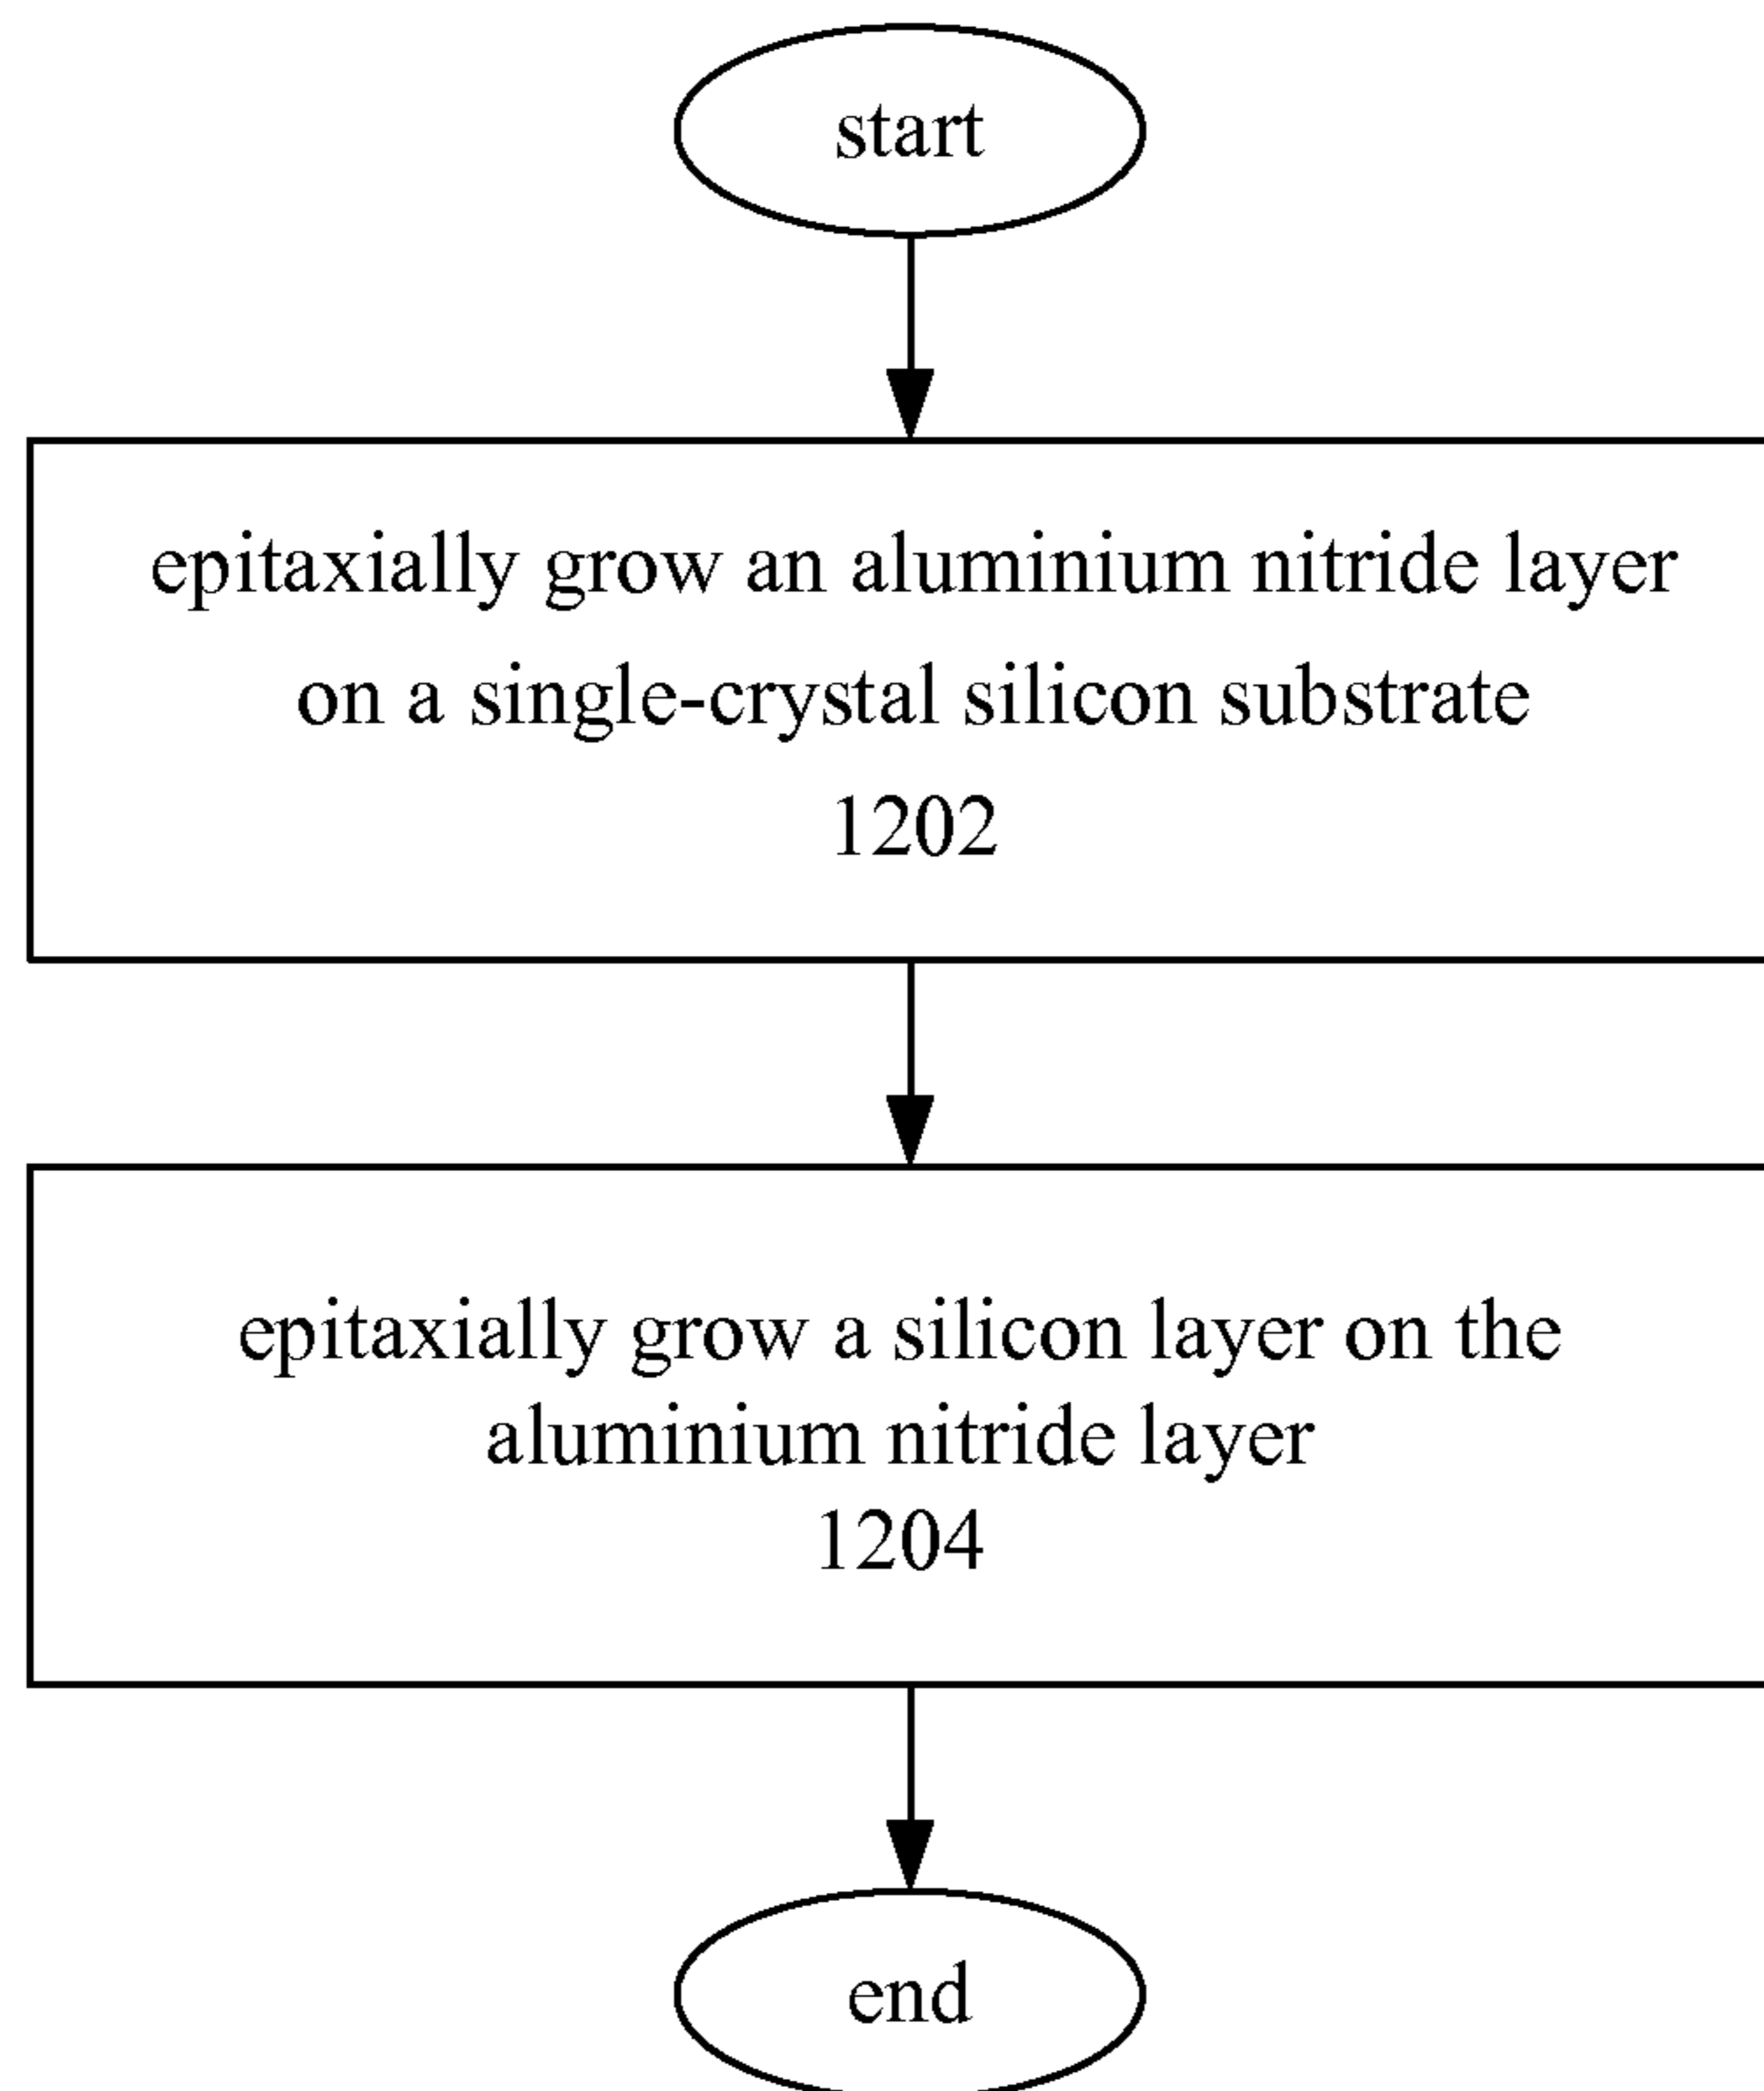 start
epitaxially grow an aluminium nitride layer
on a single-crystal silicon substrate
1202
epitaxially grow a silicon layer on the
aluminium nitride layer
1204
end